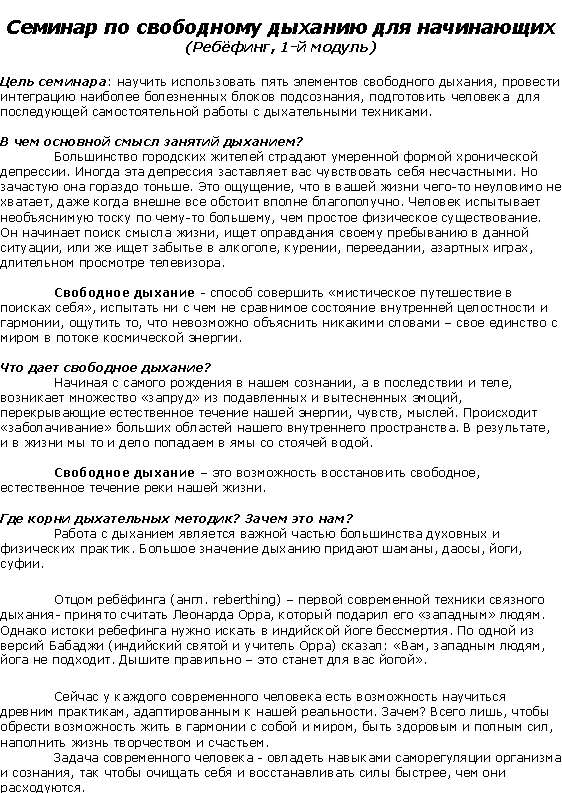 Семинар по свободному дыханию для начинающих
(Ребёфинг, 1-й модуль)
Цель семинара: научить использовать пять элементов свободного дыхания, провести
интеграцию наиболее болезненных блоков подсознания, подготовить человека для
последующей самостоятельной работы с дыхательными техниками.
В чем основной смысл занятий дыханием?
Большинство городских жителей страдают умеренной формой хронической
депрессии. Иногда эта депрессия заставляет вас чувствовать себя несчастными. Но
зачастую она гораздо тоньше. Это ощущение, что в вашей жизни чего-то неуловимо не
хватает, даже когда внешне все обстоит вполне благополучно. Человек испытывает
необъяснимую тоску по чему-то большему, чем простое физическое существование.
Он начинает поиск смысла жизни, ищет оправдания своему пребыванию в данной
ситуации, или же ищет забытье в алкоголе, курении, переедании, азартных играх,
длительном просмотре телевизора.
Свободное дыхание - способ совершить «мистическое путешествие в
поисках себя», испытать ни с чем не сравнимое состояние внутренней целостности и
гармонии, ощутить то, что невозможно объяснить никакими словами – свое единство с
миром в потоке космической энергии.
Что дает свободное дыхание?
Начиная с самого рождения в нашем сознании, а в последствии и теле,
возникает множество «запруд» из подавленных и вытесненных эмоций,
перекрывающие естественное течение нашей энергии, чувств, мыслей. Происходит
«заболачивание» больших областей нашего внутреннего пространства. В результате,
и в жизни мы то и дело попадаем в ямы со стоячей водой.
Свободное дыхание – это возможность восстановить свободное,
естественное течение реки нашей жизни.
Где корни дыхательных методик? Зачем это нам?
Работа с дыханием является важной частью большинства духовных и
физических практик. Большое значение дыханию придают шаманы, даосы, йоги,
суфии.
Отцом ребёфинга (англ. reberthing) – первой современной техники связного
дыхания- принято считать Леонарда Орра, который подарил его «западным» людям.
Однако истоки ребефинга нужно искать в индийской йоге бессмертия. По одной из
версий Бабаджи (индийский святой и учитель Орра) сказал: «Вам, западным людям,
йога не подходит. Дышите правильно – это станет для вас йогой».
Сейчас у каждого современного человека есть возможность научиться
древним практикам, адаптированным к нашей реальности. Зачем? Всего лишь, чтобы
обрести возможность жить в гармонии с собой и миром, быть здоровым и полным сил,
наполнить жизнь творчеством и счастьем.
Задача современного человека - овладеть навыками саморегуляции организма
и сознания, так чтобы очищать себя и восстанавливать силы быстрее, чем они
расходуются.